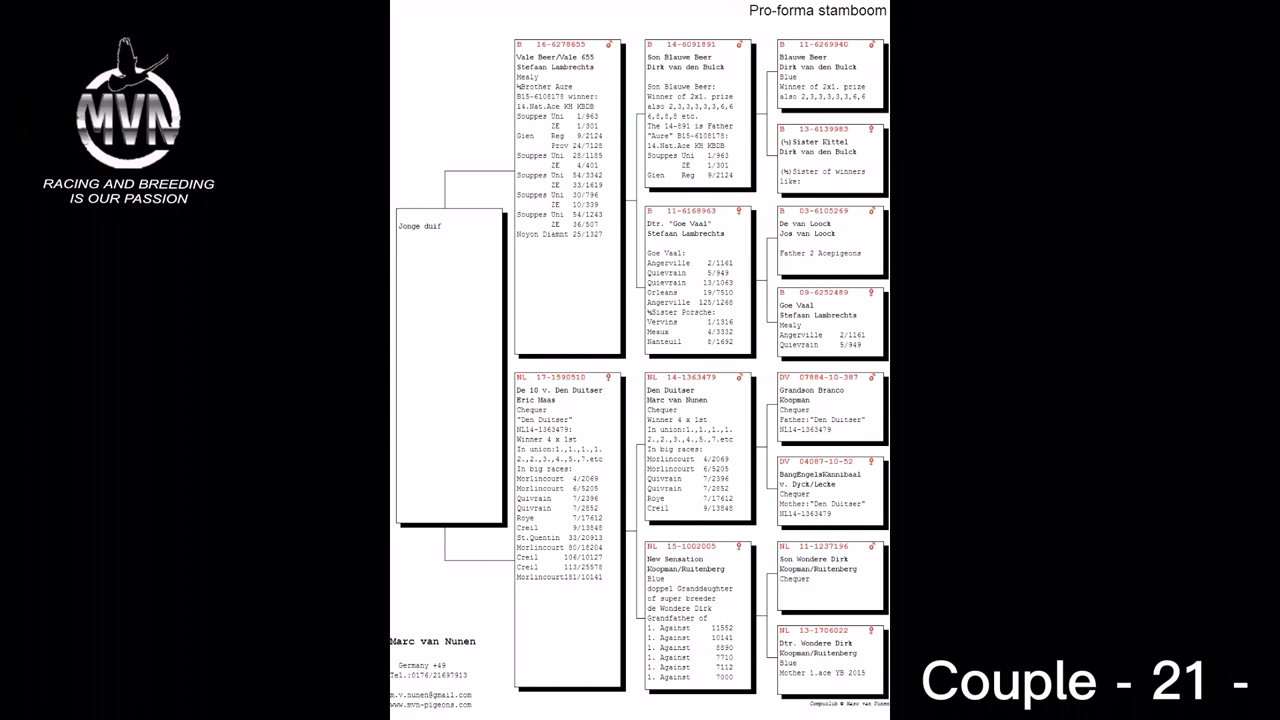 Pro-forma stamboom
MVN
RACING AND BREEDING
IS OUR PASSION
Jonge duif
B 16-6278655 ♂
Vale Beer/Vale 655
Stefaan Lambrechts
Mealy
½Brother Aure
B15-6108178 winner:
14.Nat.Ace KH KBDB
Souppes Uni 1/963
ZE 1/301
Gien Reg 9/2124
Prov 24/7128
Souppes Uni 28/1185
ZE 4/401
Souppes Uni 54/3342
ZE 33/1619
Souppes Uni 30/796
ZE 10/339
Souppes Uni 54/1243
ZE 36/507
Noyon Diamnt 25/1327
NL 17-1590510 ♀
De 10 v. Den Duitser
Eric Maas
Chequer
"Den Duitser"
NL14-1363479:
Winner 4 x 1st
In union:1.,1.,1.,1.
2.,2.,3.,4.,5.,7.etc
In big races:
Morlincourt 4/2069
Morlincourt 6/5205
Quivrain 7/2396
Quivrain 7/2852
Roye 7/17612
Creil 9/13848
St.Quentin 33/20913
Morlincourt 80/18204
Creil 106/10127
Creil 113/25578
Morlincourt181/10141
B 14-6091891 ♂
Son Blauwe Beer
Dirk van den Bulck
Son Blauwe Beer:
Winner of 2x1. prize
also 2,3,3,3,3,6,6
6,8,8,8 etc.
The 14-891 is Father
"Aure" B15-6108178:
14.Nat.Ace KH KBDB
Souppes Uni 1/963
ZE 1/301
Gien Reg 9/2124
B 11-6168963 ♀
Dtr. "Goe Vaal"
Stefaan Lambrechts
Goe Vaal:
Angerville 2/1161
Quievrain 5/949
Quievrain 13/1063
Orleans 19/7510
Angerville 125/1268
½Sister Porsche:
Vervins 1/1316
Meaux 4/3332
Nanteuil 8/1692
NL 14-1363479 ♂
Den Duitser
Marc van Nunen
Chequer
Winner 4 x 1st
In union:1.,1.,1.,1.
2.,2.,3.,4.,5.,7.etc
In big races:
Morlincourt 4/2069
Morlincourt 6/5205
Quivrain 7/2396
Quivrain 7/2852
Roye 7/17612
Creil 9/13848
NL 15-1002005 ♀
New Sensation
Koopman/Ruitenberg
Blue
doppel Granddaughter
of super breeder
de Wondere Dirk
Grandfather of
1. Against 11552
1. Against 10141
1. Against 8890
1. Against 7710
1. Against 7112
1. Against 7000
B 11-6269940 ♂
Blauwe Beer
Dirk van den Bulck
Blue
Winner of 2x1. prize
also 2,3,3,3,3,6,6
B 13-6139983 ♀
(½)Sister Kittel
Dirk van den Bulck
(½)Sister of winners
like:
B 03-6105269 ♂
De van Loock
Jos van Loock
Father 2 Acepigeons
B 09-6252489 ♀
Goe Vaal
Stefaan Lambrechts
Mealy
Angerville 2/1161
Quievrain 5/949
DV 07884-10-387 ♂
Grandson Branco
Koopman
Chequer
Father:"Den Duitser"
NL14-1363479
DV 04087-10-52 ♀
BangEngelsKannibaal
v. Dyck/Lecke
Chequer
Mother:"Den Duitser"
NL14-1363479
NL 11-1237196 ♂
Son Wondere Dirk
Koopman/Ruitenberg
Chequer
NL 13-1706022 ♀
Dtr. Wondere Dirk
Koopman/Ruitenberg
Blue
Mother 1.ace YB 2015
Marc van Nunen
Germany +49
Tel.:0176/21697913
m.v.nunen@gmail.com
www.mvn-pigeons.com
Compuclub © Marc van Nunen
Couple - 21 -